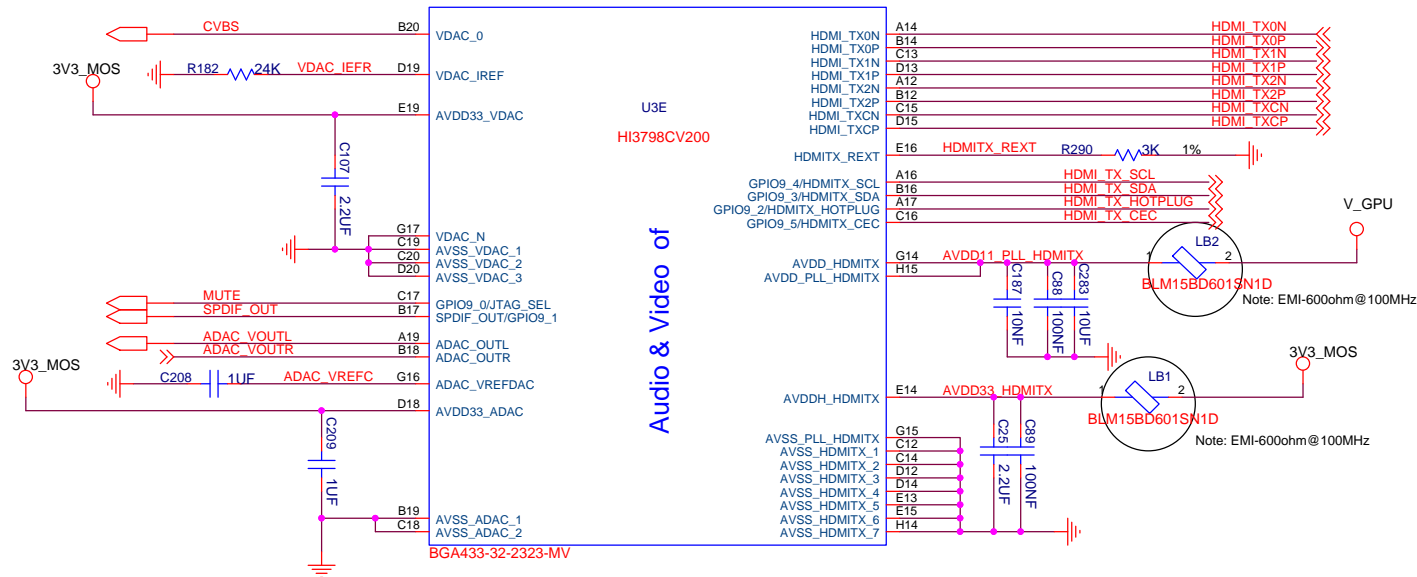 CVBS
B20
VDAC_0
3V3_MOS
R182
24K
VDAC_IEFR
D19
VDAC_IREF
E19
AVDD33_VDAC
C107
2.2UF
G17
VDAC_N
C19
AVSS_VDAC_1
C20
AVSS_VDAC_2
D20
AVSS_VDAC_3
MUTE
C17
GPIO9_0/JTAG_SEL
SPDIF_OUT
B17
SPDIF_OUT/GPIO9_1
ADAC_VOUTL
A19
ADAC_OUTL
ADAC_VOUTR
B18
ADAC_OUTR
3V3_MOS
C208
1UF
ADAC_VREFC
G16
ADAC_VREFDAC
D18
AVDD33_ADAC
C209
1UF
B19
AVSS_ADAC_1
C18
AVSS_ADAC_2
BGA433-32-2323-MV
U3E
HI3798CV200
Audio & Video of
HDMI_TX0N
A14
HDMI_TX0N
HDMI_TX0P
B14
HDMI_TX0P
HDMI_TX1N
C13
HDMI_TX1N
HDMI_TX1P
D13
HDMI_TX1P
HDMI_TX2N
A12
HDMI_TX2N
HDMI_TX2P
B12
HDMI_TX2P
HDMI_TXCN
C15
HDMI_TXCN
HDMI_TXCP
D15
HDMI_TXCP
HDMITX_REXT
E16
HDMITX_REXT
R290
3K
1%
GPIO9_4/HDMITX_SCL
A16
HDMI_TX_SCL
GPIO9_3/HDMITX_SDA
B16
HDMI_TX_SDA
GPIO9_2/HDMITX_HOTPLUG
A17
HDMI_TX_HOTPLUG
GPIO9_5/HDMITX_CEC
C16
HDMI_TX_CEC
V_GPU
AVDD_HDMITX
G14
AVDD11_PLL_HDMITX
AVDD_PLL_HDMITX
H15
C187
10NF
C88
100NF
C283
10UF
1
LB2
2
BLM15BD601SN1D
Note: EMI-600ohm@100MHz
3V3_MOS
AVDDH_HDMITX
E14
AVDD33_HDMITX
1
LB1
2
BLM15BD601SN1D
Note: EMI-600ohm@100MHz
C25
2.2UF
C89
100NF
AVSS_PLL_HDMITX
G15
AVSS_HDMITX_1
C12
AVSS_HDMITX_2
C14
AVSS_HDMITX_3
D12
AVSS_HDMITX_4
D14
AVSS_HDMITX_5
E13
AVSS_HDMITX_6
E15
AVSS_HDMITX_7
H14